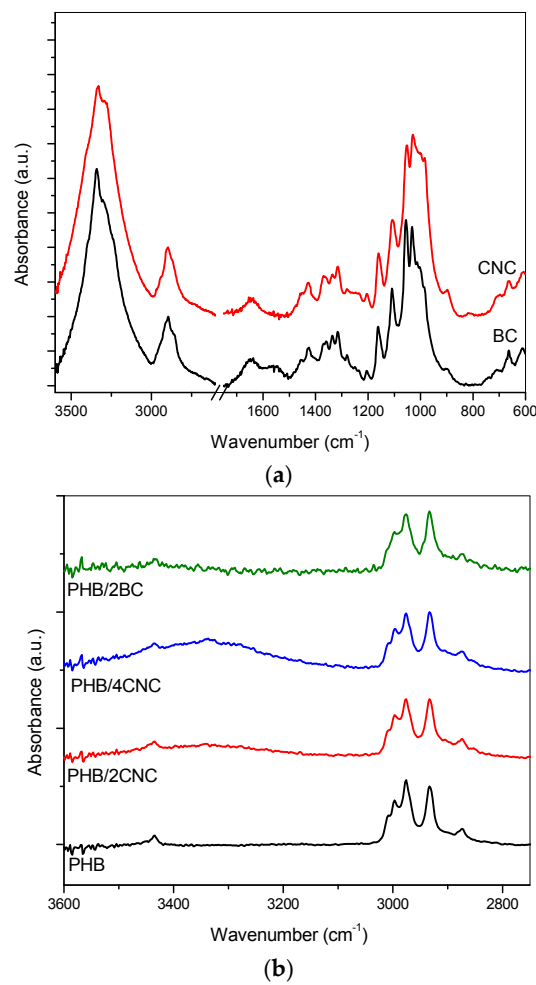 Absorbance (a.u.)
CNC
BC
3500 3000 1600 1400 1200 1000 800 600
Wavenumber (cm⁻¹)
(a)
Absorbance (a.u.)
PHB/2BC
PHB/4CNC
PHB/2CNC
PHB
3600 3400 3200 3000 2800
Wavenumber (cm⁻¹)
(b)